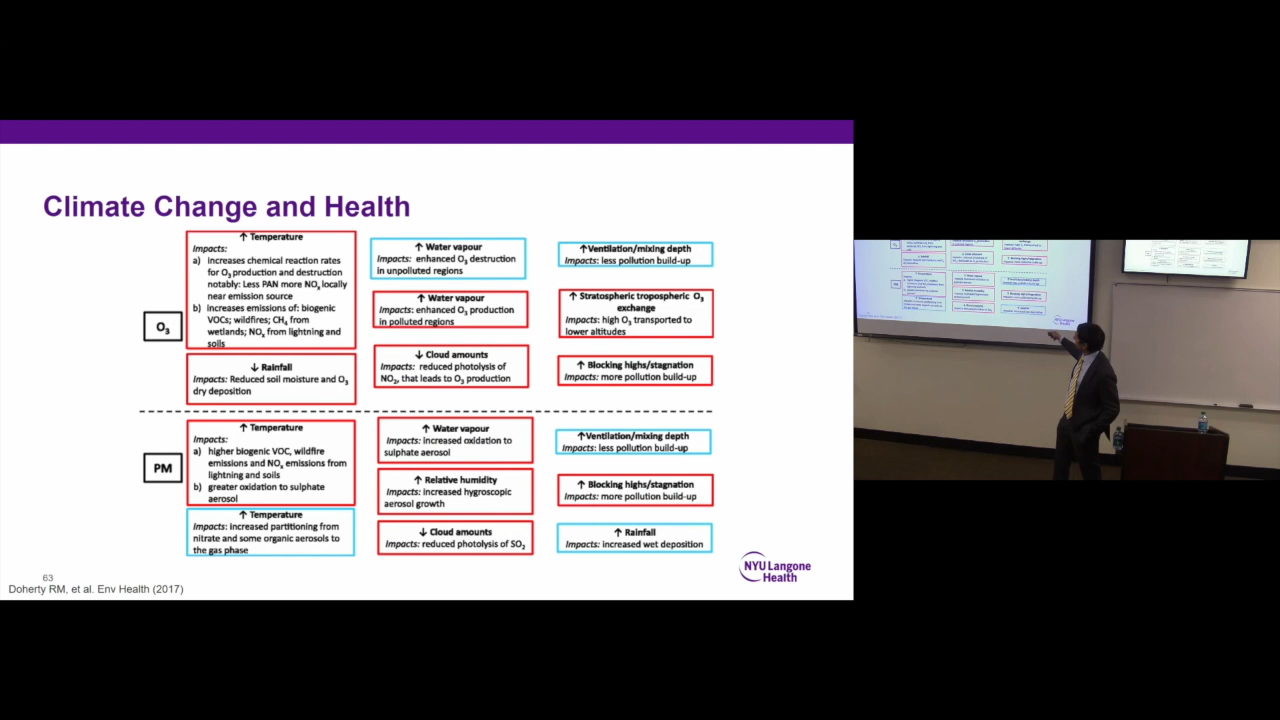 Climate Change and Health
O₃
↑ Temperature
Impacts:
a) increases chemical reaction rates
for O₃ production and destruction
notably: Less PAN more NOₓ locally
near emission source
b) increases emissions of: biogenic
VOCs; wildfires; CH₄ from
wetlands; NOₓ from lightning and
soils
↓ Rainfall
Impacts: Reduced soil moisture and O₃
dry deposition
↑ Water vapour
Impacts: enhanced O₃ destruction
in unpolluted regions
↑ Water vapour
Impacts: enhanced O₃ production
in polluted regions
↓ Cloud amounts
Impacts: reduced photolysis of
NO₂, that leads to O₃ production
↑Ventilation/mixing depth
Impacts: less pollution build-up
↑ Stratospheric tropospheric O₃
exchange
Impacts: high O₃ transported to
lower altitudes
↑ Blocking highs/stagnation
Impacts: more pollution build-up
PM
↑ Temperature
Impacts:
a) higher biogenic VOC, wildfire
emissions and NOₓ emissions from
lightning and soils
b) greater oxidation to sulphate
aerosol
↑ Temperature
Impacts: increased partitioning from
nitrate and some organic aerosols to
the gas phase
↑ Water vapour
Impacts: increased oxidation to
sulphate aerosol
↑ Relative humidity
Impacts: increased hygroscopic
aerosol growth
↓ Cloud amounts
Impacts: reduced photolysis of SO₂
↑Ventilation/mixing depth
Impacts: less pollution build-up
↑ Blocking highs/stagnation
Impacts: more pollution build-up
↑ Rainfall
Impacts: increased wet deposition
63
Doherty RM, et al. Env Health (2017)
NYU Langone
Health